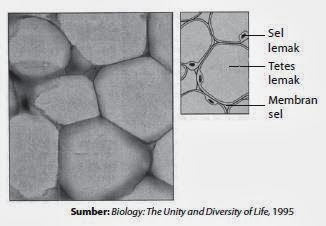 Sel
lemak
Tetes
lemak
Membran
sel
Sumber: Biology: The Unity and Diversity of Life, 1995